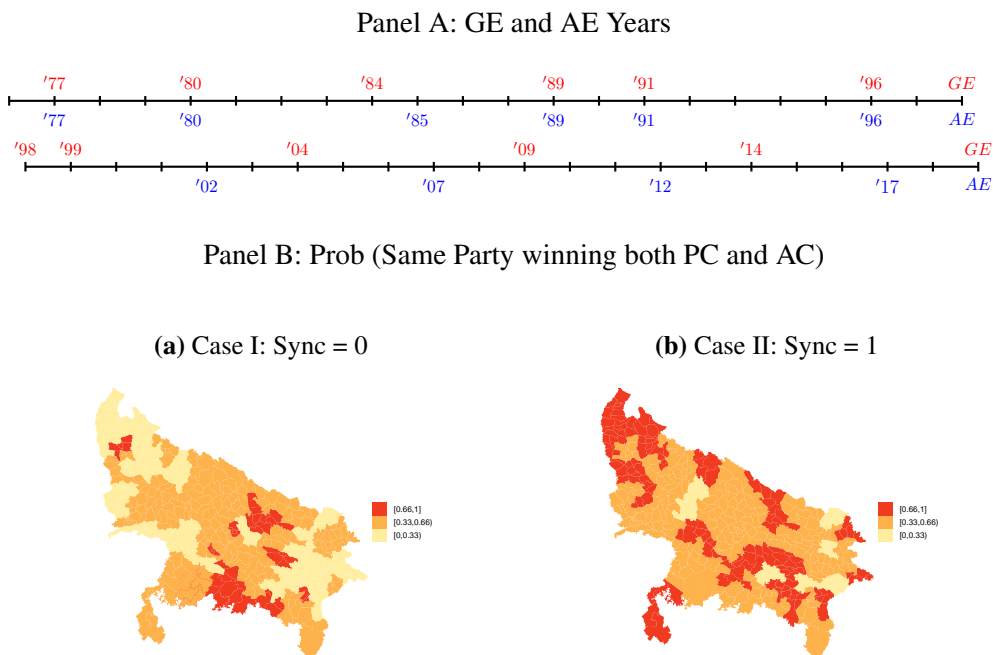 Panel A: GE and AE Years
'77 '80 '84 '89 '91 '96 GE
'77 '80 '85 '89 '91 '96 AE
'98 '99 '04 '09 '14 GE
'02 '07 '12 '17 AE
Panel B: Prob (Same Party winning both PC and AC)
(a) Case I: Sync = 0
(b) Case II: Sync = 1
[0.66,1]
[0.33,0.66)
[0,0.33)
[0.66,1]
[0.33,0.66)
[0,0.33)